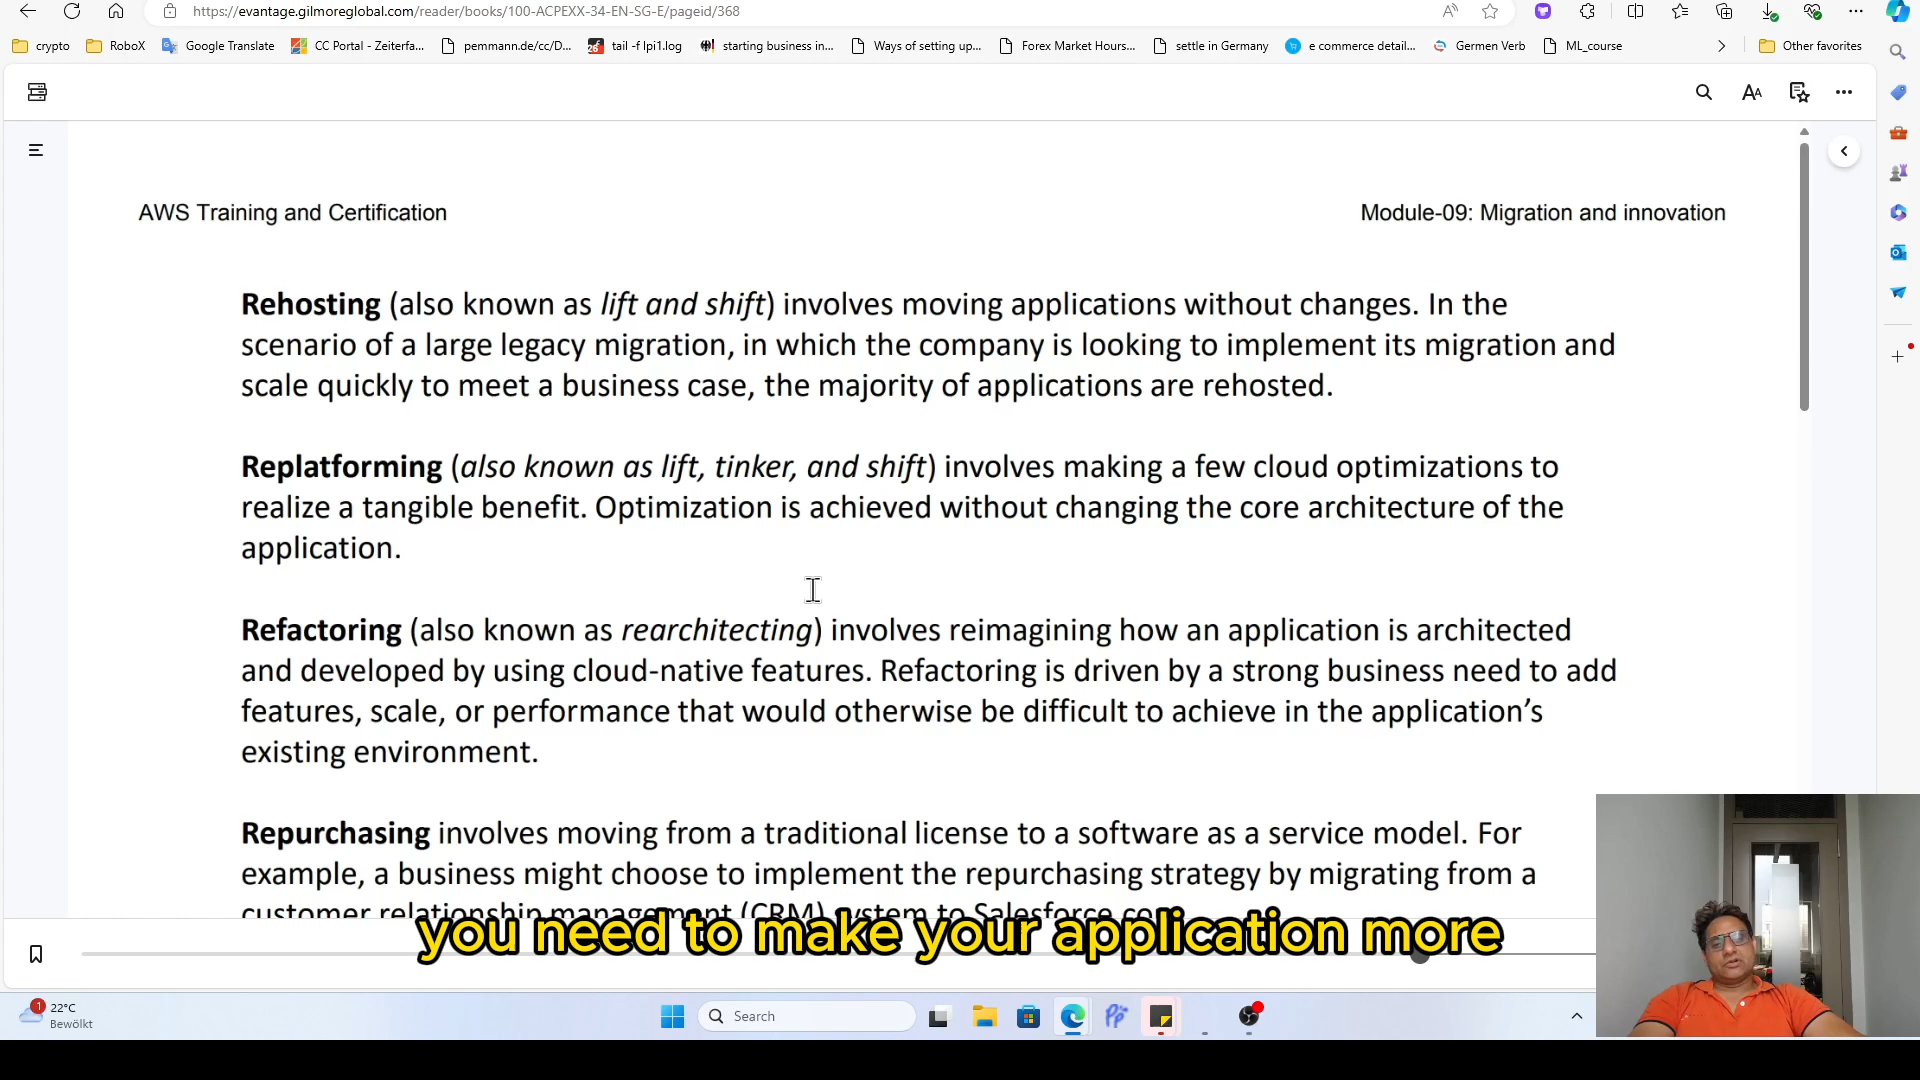 https://evantage.gilmoreglobal.com/reader/books/100-ACPEXX-34-EN-SG-E/pageid/368
crypto RoboX Google Translate CC Portal - Zeiterfa... pemmann.de/cc/D... tail -f lpi1.log starting business in... Ways of setting up... Forex Market Hours... settle in Germany e commerce detail... Germen Verb ML_course Other favorites
AWS Training and Certification Module-09: Migration and innovation
Rehosting (also known as lift and shift) involves moving applications without changes. In the
scenario of a large legacy migration, in which the company is looking to implement its migration and
scale quickly to meet a business case, the majority of applications are rehosted.
Replatforming (also known as lift, tinker, and shift) involves making a few cloud optimizations to
realize a tangible benefit. Optimization is achieved without changing the core architecture of the
application.
Refactoring (also known as rearchitecting) involves reimagining how an application is architected
and developed by using cloud-native features. Refactoring is driven by a strong business need to add
features, scale, or performance that would otherwise be difficult to achieve in the application's
existing environment.
Repurchasing involves moving from a traditional license to a software as a service model. For
example, a business might choose to implement the repurchasing strategy by migrating from a
customer relationship management (CRM) system to Salesforce.co
you need to make your application more
1 22°C
Bewölkt
Search